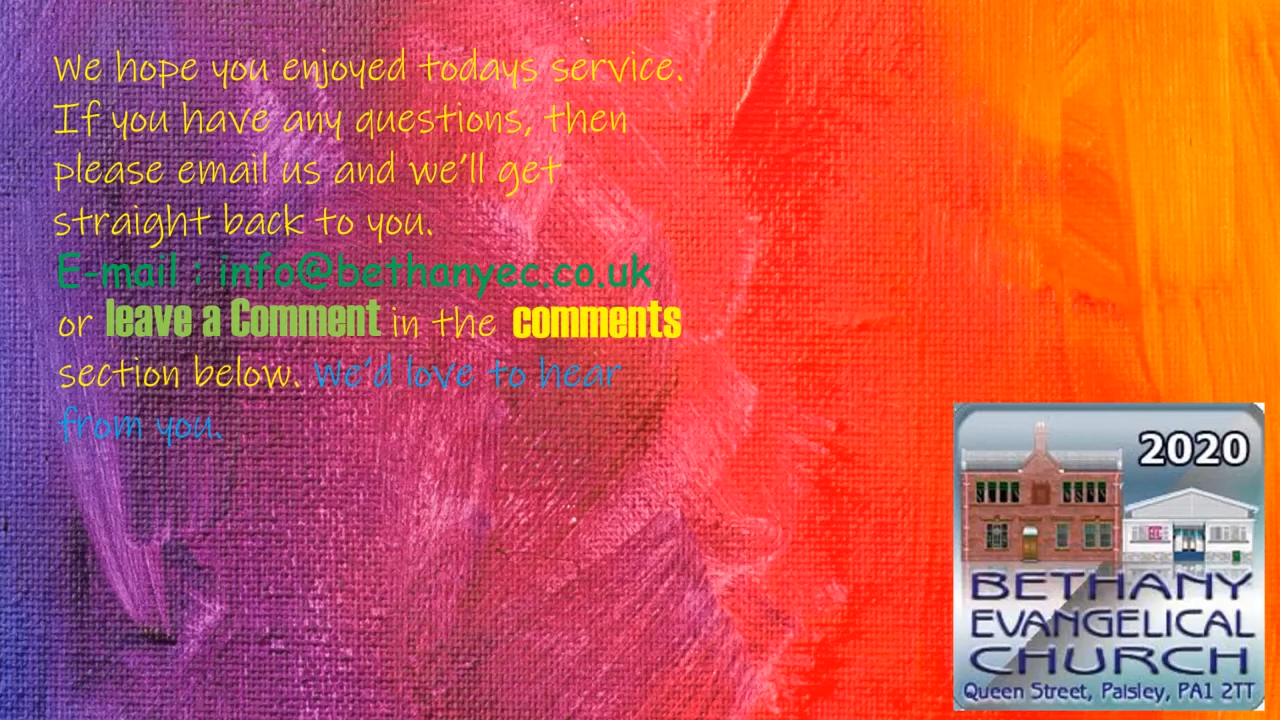 We hope you enjoyed todays service.
If you have any questions, then
please email us and we'll get
straight back to you.
E-mail : info@bethanyec.co.uk
or leave a Comment in the comments
section below. We'd love to hear
from you.
2020
BETHANY
EVANGELICAL
CHURCH
Queen Street, Paisley, PA1 2TT